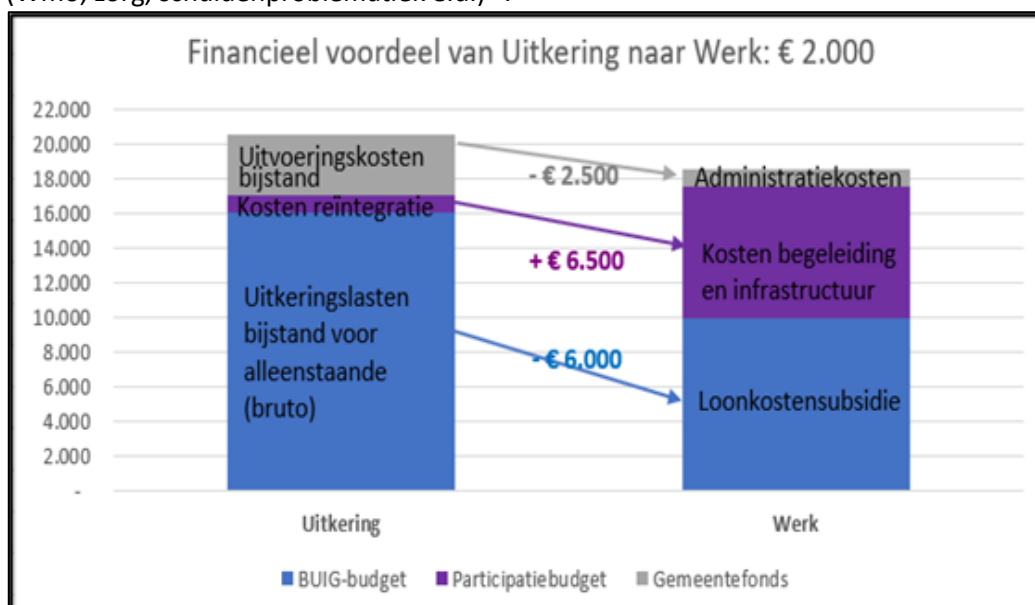 Financieel voordeel van Uitkering naar Werk: € 2.000
22.000
20.000
18.000
16.000
14.000
12.000
10.000
8.000
6.000
4.000
2.000
-
Uitvoeringskosten
bijstand
Kosten reïntegratie
Uitkeringslasten
bijstand voor
alleenstaande
(bruto)
- € 2.500
+ € 6.500
- € 6.000
Administratiekosten
Kosten begeleiding
en infrastructuur
Loonkostensubsidie
Uitkering
Werk
BUIG-budget
Participatiebudget
Gemeentefonds